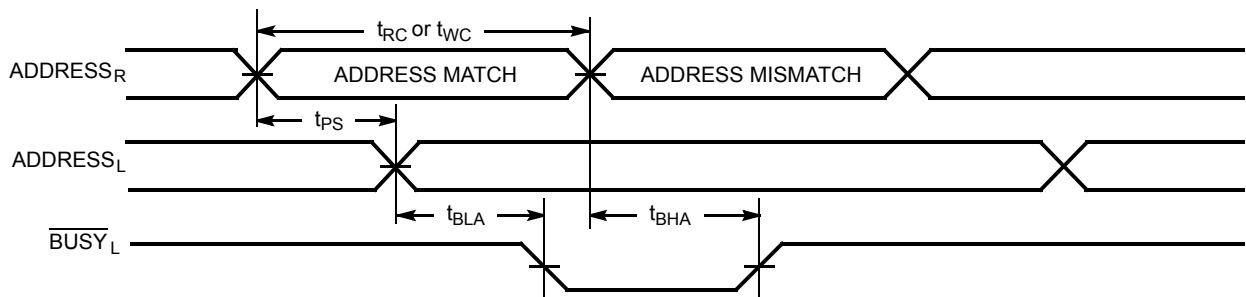 tRC or tWC
ADDRESSR
ADDRESS MATCH
ADDRESS MISMATCH
tPS
ADDRESSL
tBLA
tBHA
BUSYL